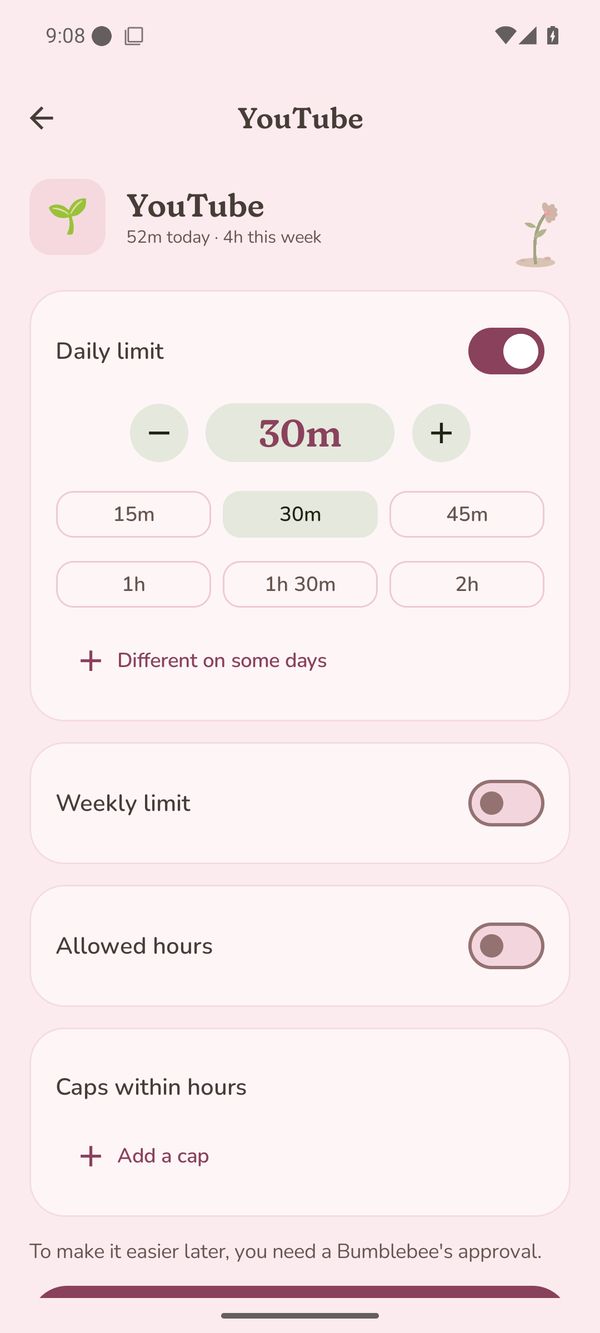 9:08
YouTube
YouTube
52m today · 4h this week
Daily limit
30m
15m
30m
45m
1h
1h 30m
2h
Different on some days
Weekly limit
Allowed hours
Caps within hours
Add a cap
To make it easier later, you need a Bumblebee's approval.